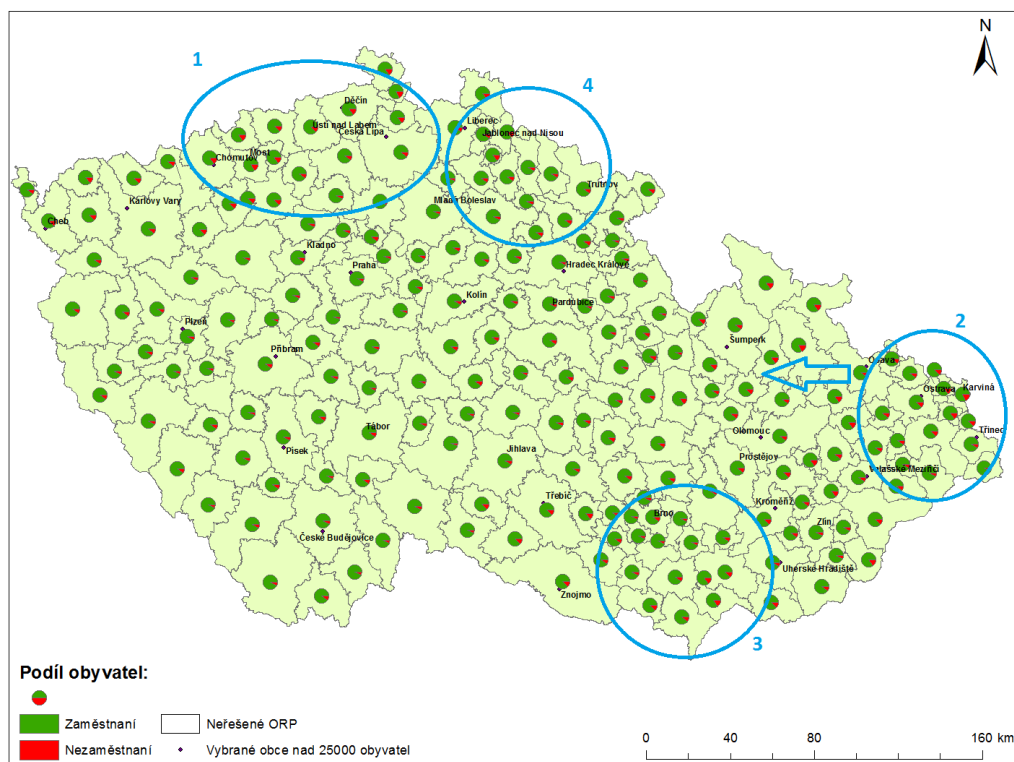 N
1
Děčín
4
Liberec
Ústí nad Labem
Jablonec nad Nisou
Česká Lípa
Most
Chomutov
Trutnov
Karlovy Vary
Mladá Boleslav
Cheb
Kladno
Praha
Hradec Králové
Kolín
Pardubice
2
Plzeň
Šumperk
Příbram
Opava
Karviná
Ostrava
Tábor
Olomouc
Třinec
Písek
Jihlava
Prostějov
Valašské Meziříčí
Třebíč
Kroměříž
Brno
Zlín
České Budějovice
Uherské Hradiště
Znojmo
3
Podíl obyvatel:
Zaměstnaní
Neřešené ORP
Nezaměstnaní
Vybrané obce nad 25000 obyvatel
0 40 80 160 km